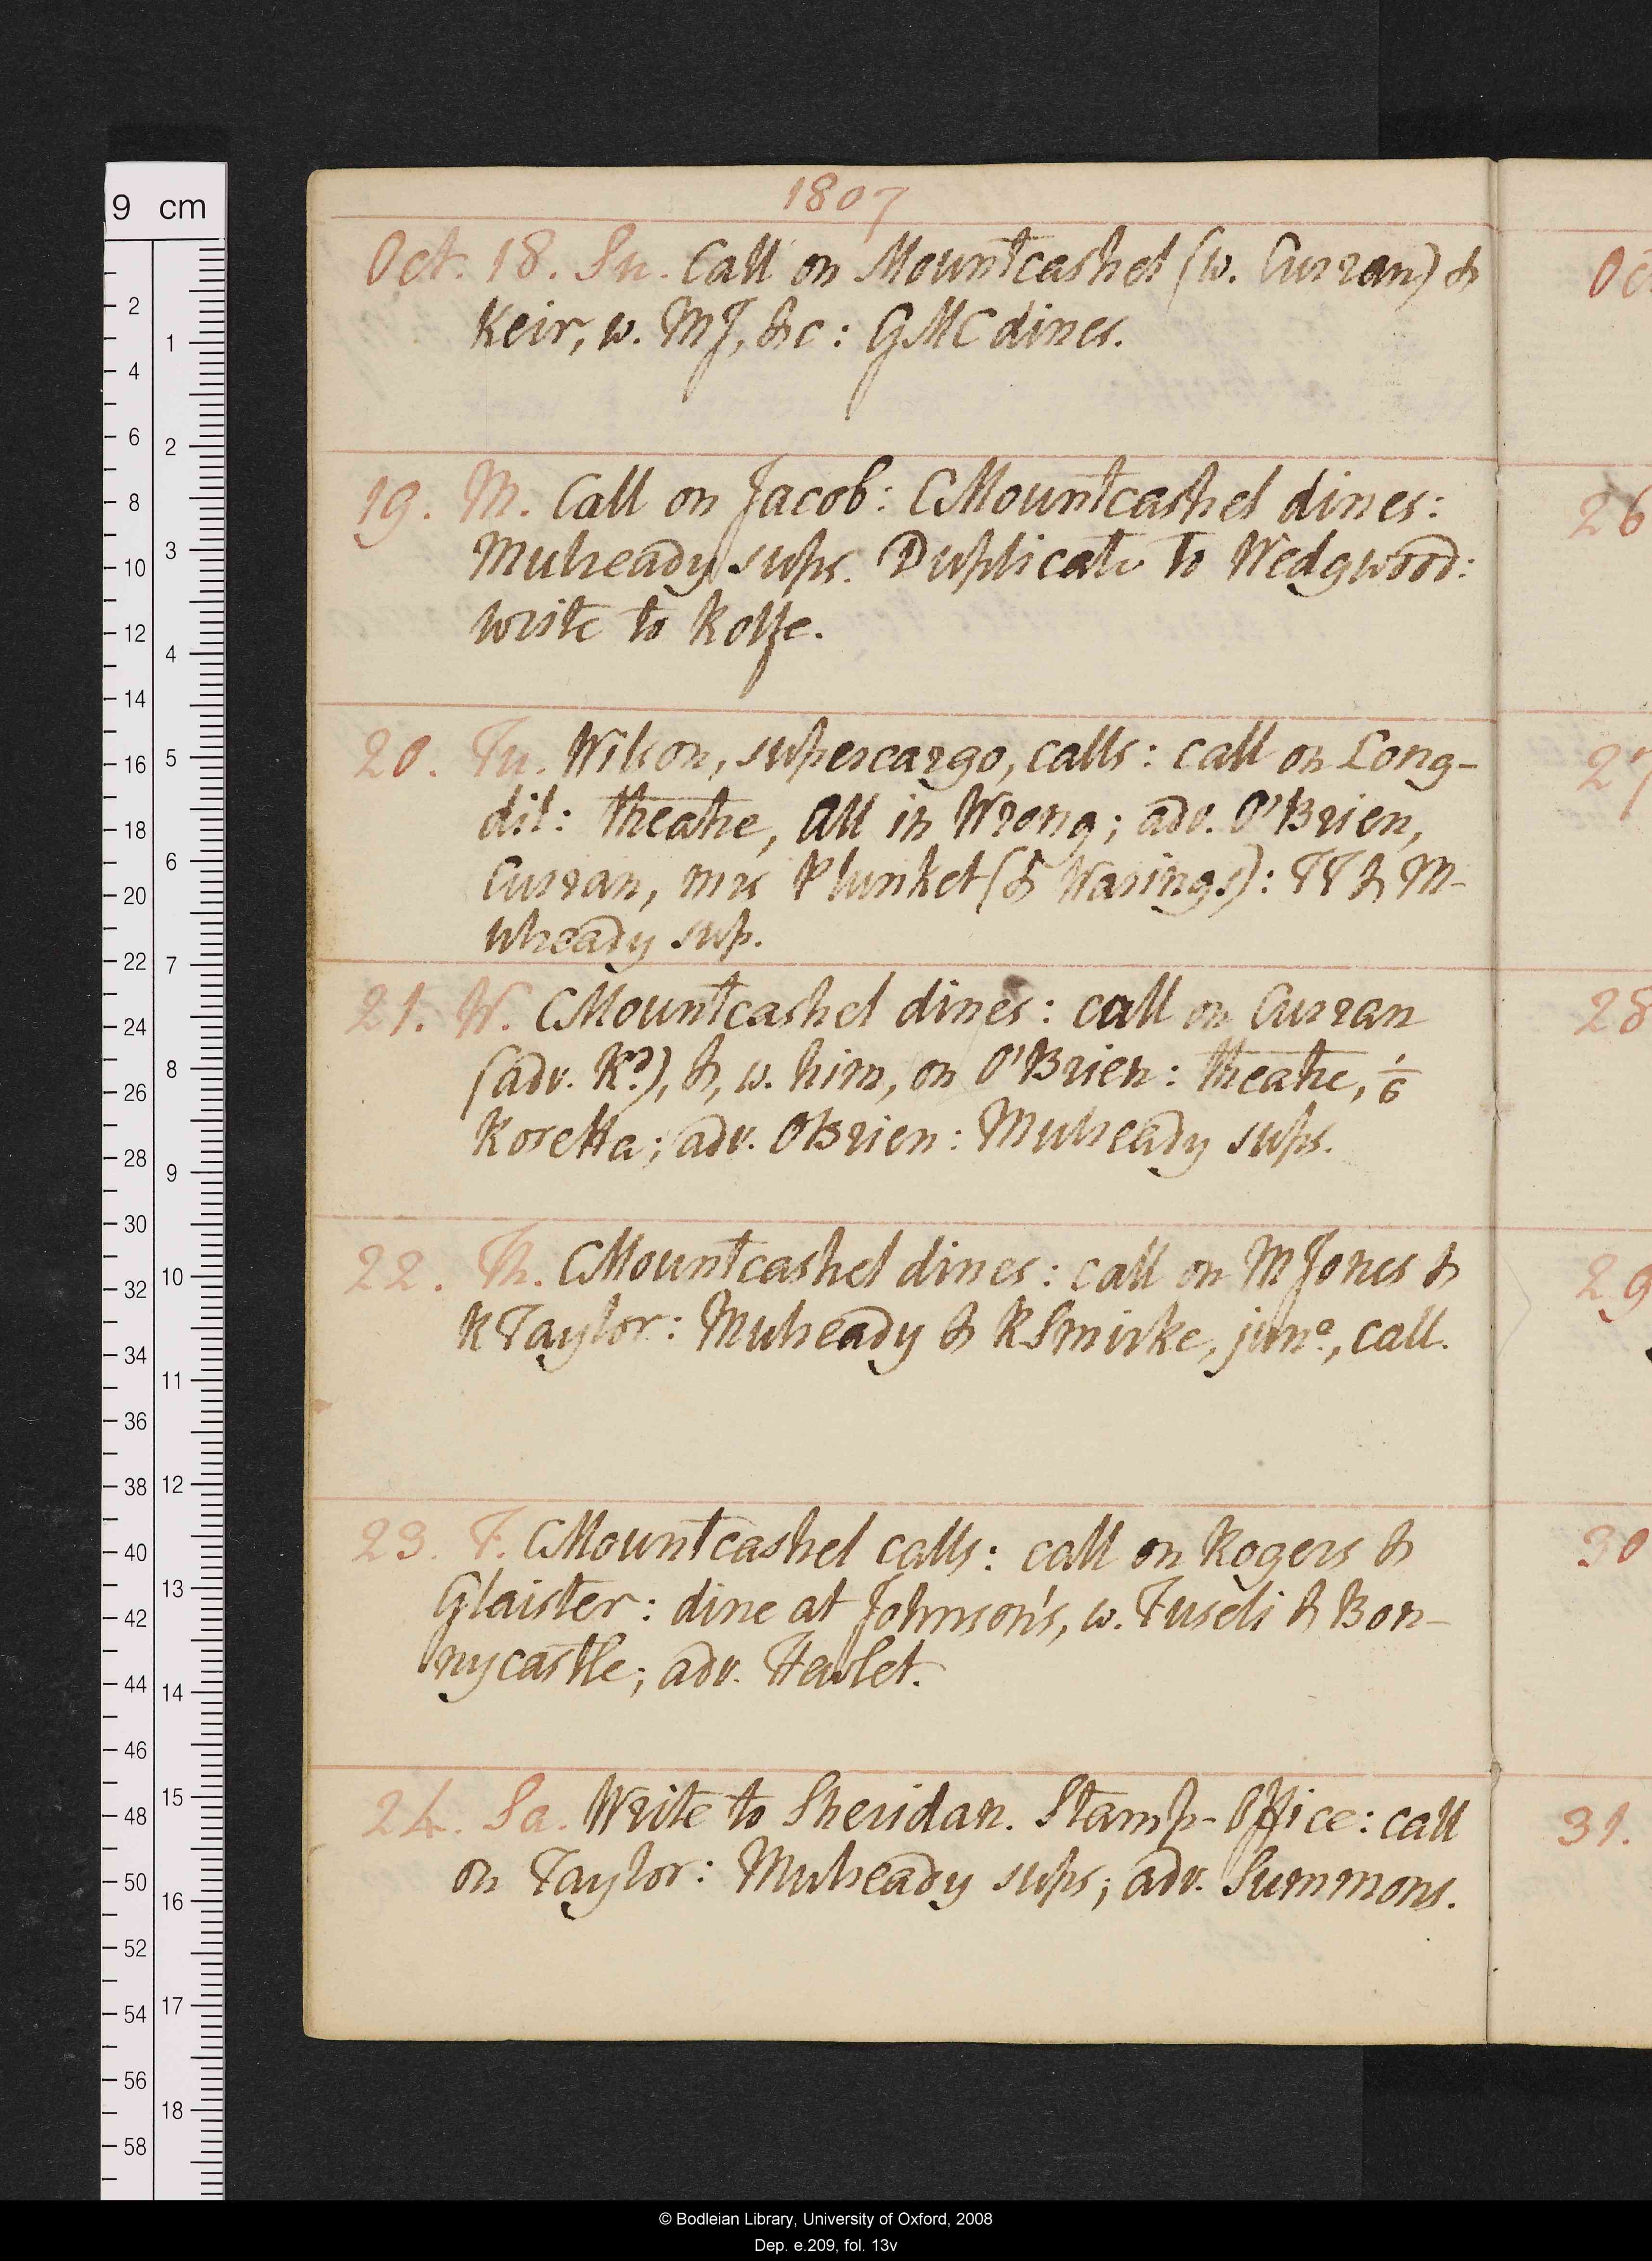 1807
Oct. 18. Su. Call on Mountcashel (w. Curran) &
Keir, w. MJ, &c: GMC dines.
19. M. Call on Jacob: CMountcashel dines:
Mulready sups. Duplicate to Wedgwood:
write to Rolfe.
20. Tu. Wilson, supercargo, calls: call on Long-
dil: theatre, All in Wrong; adv. O'Brien,
Curran, mrs Plunket (& Warings): TT & M-
ulready sup.
21. W. CMountcashel dines: call on Curran
(adv. Kd), &, w. him, on O'Brien: theatre, 1/6
Rosetta; adv. OBrien: Mulready sups.
22. Th. CMountcashel dines: call on MJones &
RTaylor: Mulready & RSmirke, junr, call.
23. F. CMountcashel calls: call on Rogers &
Glaister: dine at Johnson's, w. Fuseli & Bon-
nycastle; adv. Hazlet.
24. Sa. Write to Sheridan. Stamp-Office: call
on Taylor: Mulready sups; adv. Summons.
Oc
26
27
28
29
30
31.
9 cm
2
4
6
8
10
12
14
16
18
20
22
24
26
28
30
32
34
36
38
40
42
44
46
48
50
52
54
56
58
1
2
3
4
5
6
7
8
9
10
11
12
13
14
15
16
17
18
© Bodleian Library, University of Oxford, 2008
Dep. e.209, fol. 13v